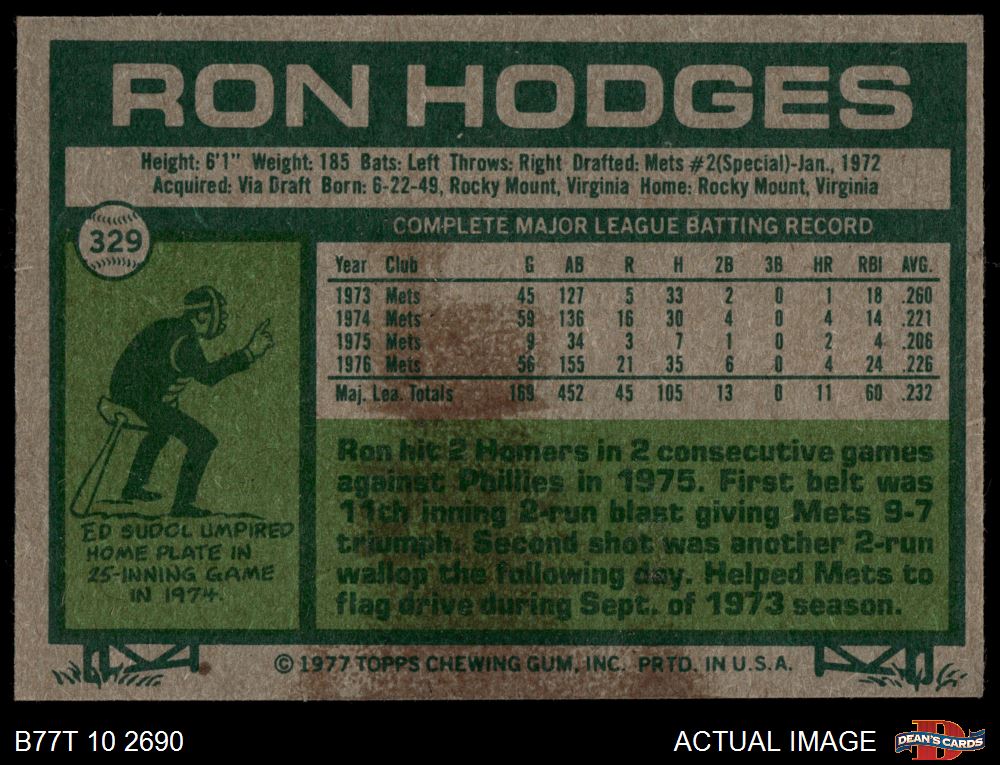 RON HODGES
Height: 6'1" Weight: 185 Bats: Left Throws: Right Drafted: Mets #2(Special)-Jan., 1972
Acquired: Via Draft Born: 6-22-49, Rocky Mount, Virginia Home: Rocky Mount, Virginia
329
COMPLETE MAJOR LEAGUE BATTING RECORD
Year Club G AB R H 2B 3B HR RBI AVG.
1973 Mets 45 127 5 33 2 0 1 18 .260
1974 Mets 59 136 16 30 4 0 4 14 .221
1975 Mets 9 34 3 7 1 0 2 4 .206
1976 Mets 56 155 21 35 6 0 4 24 .226
Maj. Lea. Totals 169 452 45 105 13 0 11 60 .232
Ron hit 2 Homers in 2 consecutive games
against Phillies in 1975. First belt was
11th inning 2-run blast giving Mets 9-7
triumph. Second shot was another 2-run
wallop the following day. Helped Mets to
flag drive during Sept. of 1973 season.
ED SUDOL UMPIRED
HOME PLATE IN
25-INNING GAME
IN 1974.
© 1977 TOPPS CHEWING GUM, INC. PRTD. IN U.S.A.
B77T 10 2690
ACTUAL IMAGE
DEAN'S CARDS